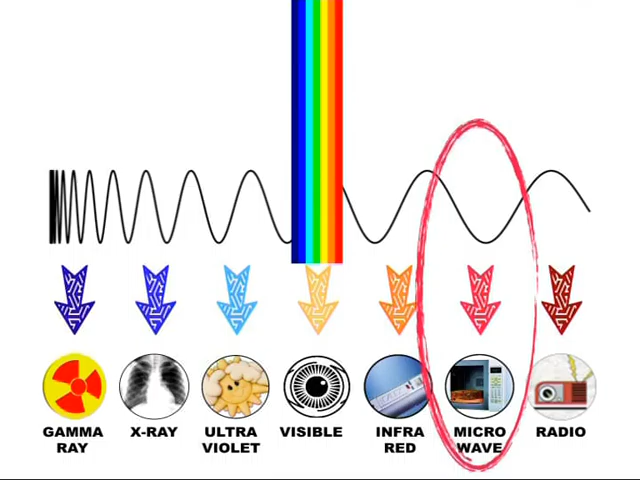 GAMMA
RAY
X-RAY
ULTRA
VIOLET
VISIBLE
INFRA
RED
MICRO
WAVE
RADIO